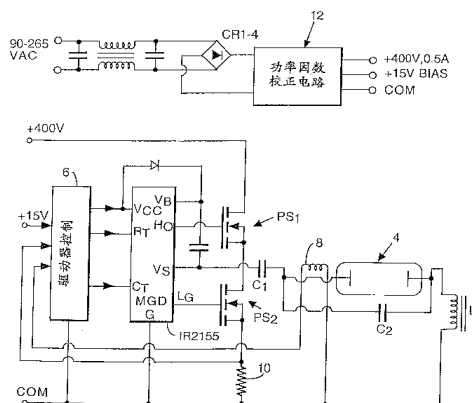 12
CR1-4
90-265
VAC
功率因数
校正电路
+400V,0.5A
+15V BIAS
COM
+400V
6
+15V
驱动器控制
VCC
RT
CT
VB
HO
VS
MGD
G
LG
IR2155
PS1
PS2
C1
8
4
C2
L
10
COM